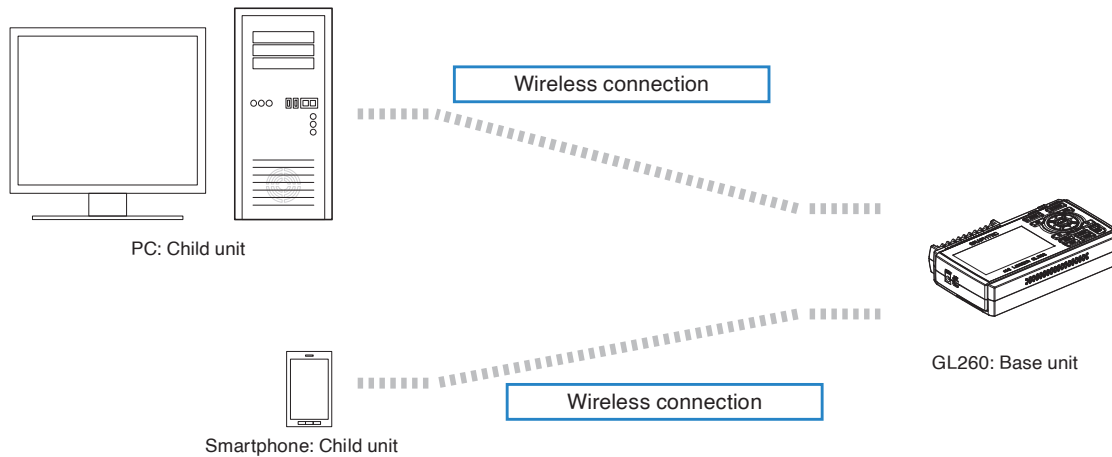 Wireless connection
PC: Child unit
GL260: Base unit
Wireless connection
Smartphone: Child unit